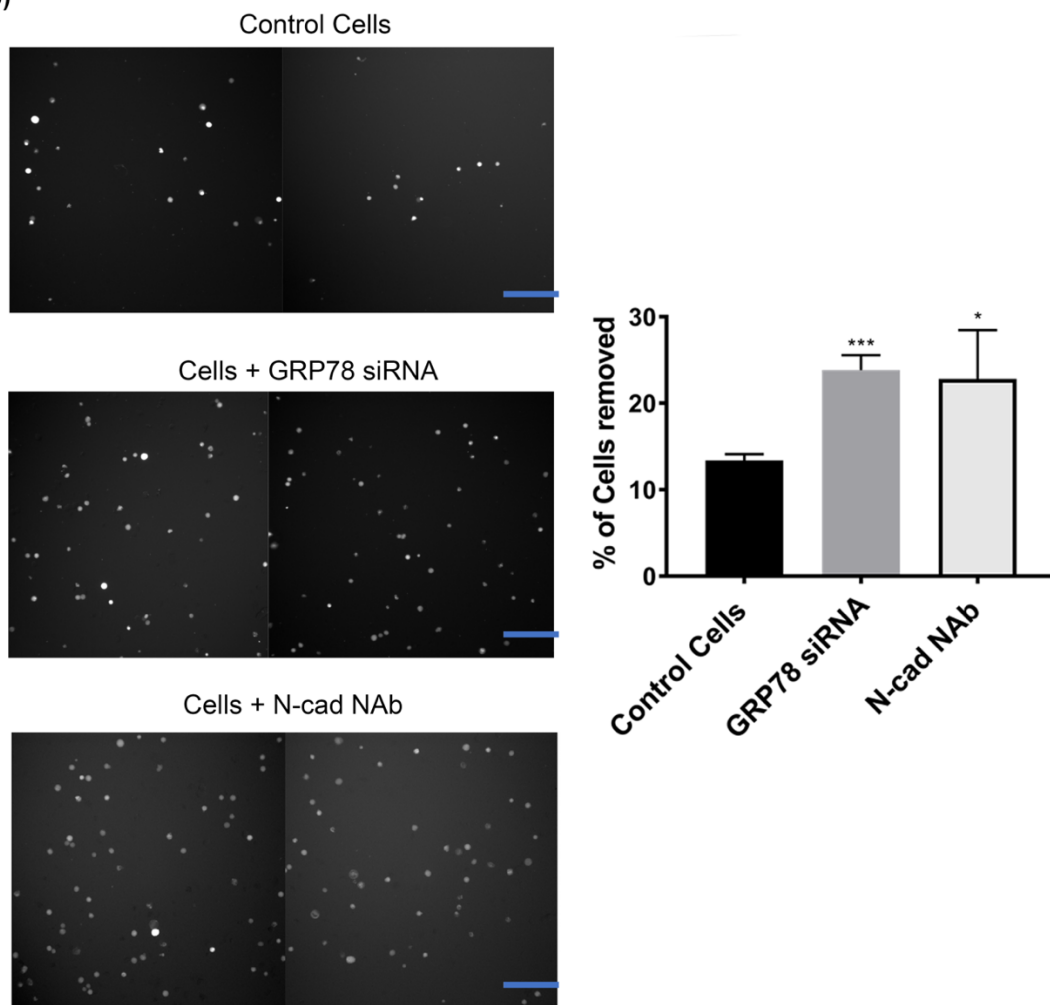 )
Control Cells
Cells + GRP78 siRNA
Cells + N-cad NAb
% of Cells removed
30
20
10
0
***
*
Control Cells
GRP78 siRNA
N-cad NAb